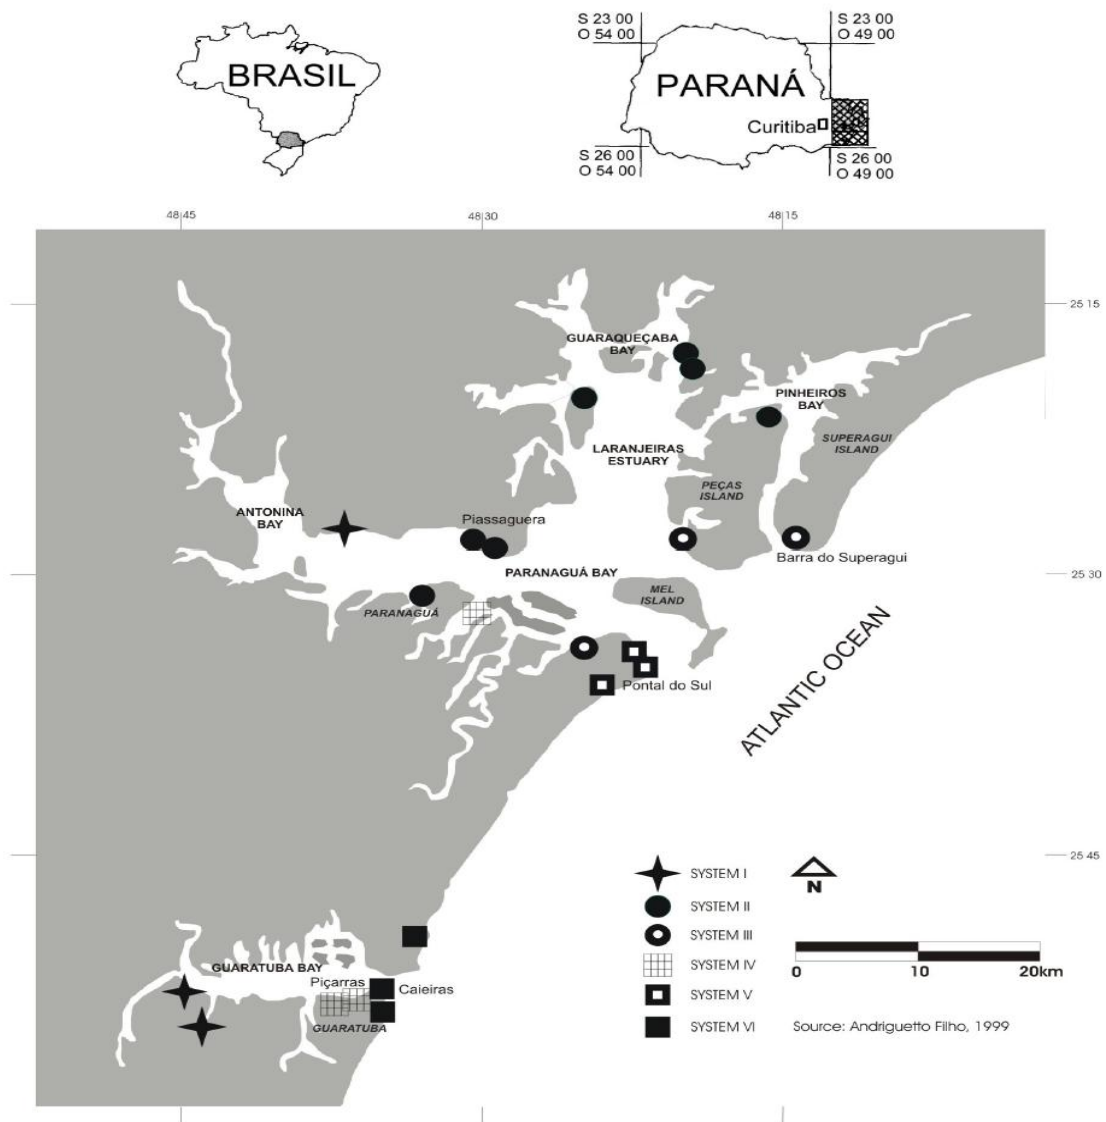 BRASIL
S 23 00
O 54 00
S 23 00
O 49 00
PARANÁ
Curitiba
S 26 00
O 54 00
S 26 00
O 49 00
48 45
48 30
48 15
25 15
GUARAQUEÇABA
BAY
PINHEIROS
BAY
SUPERAGUI
ISLAND
LARANJEIRAS
ESTUARY
PEÇAS
ISLAND
ANTONINA
BAY
Piassaguera
Barra do Superagui
PARANAGUÁ BAY
25 30
MEL
ISLAND
PARANAGUÁ
Pontal do Sul
ATLANTIC OCEAN
25 45
SYSTEM I
N
SYSTEM II
SYSTEM III
SYSTEM IV
SYSTEM V
SYSTEM VI
0 10 20km
Source: Andriguetto Filho, 1999
GUARATUBA BAY
Piçarras
Caieiras
GUARATUBA